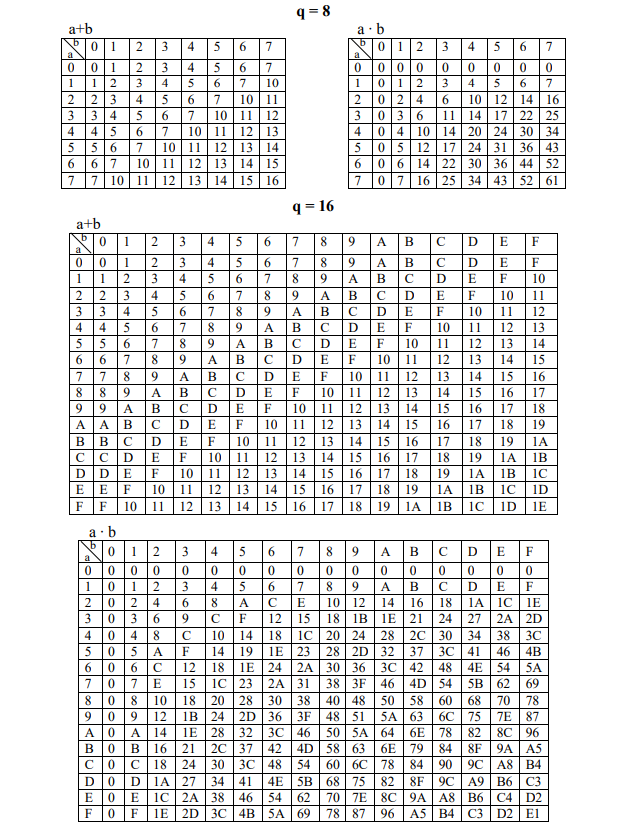 q = 8
a+b
b a 0 1 2 3 4 5 6 7
0 0 1 2 3 4 5 6 7
1 1 2 3 4 5 6 7 10
2 2 3 4 5 6 7 10 11
3 3 4 5 6 7 10 11 12
4 4 5 6 7 10 11 12 13
5 5 6 7 10 11 12 13 14
6 6 7 10 11 12 13 14 15
7 7 10 11 12 13 14 15 16
a · b
b a 0 1 2 3 4 5 6 7
0 0 0 0 0 0 0 0 0
1 0 1 2 3 4 5 6 7
2 0 2 4 6 10 12 14 16
3 0 3 6 11 14 17 22 25
4 0 4 10 14 20 24 30 34
5 0 5 12 17 24 31 36 43
6 0 6 14 22 30 36 44 52
7 0 7 16 25 34 43 52 61
q = 16
a+b
b a 0 1 2 3 4 5 6 7 8 9 A B C D E F
0 0 1 2 3 4 5 6 7 8 9 A B C D E F
1 1 2 3 4 5 6 7 8 9 A B C D E F 10
2 2 3 4 5 6 7 8 9 A B C D E F 10 11
3 3 4 5 6 7 8 9 A B C D E F 10 11 12
4 4 5 6 7 8 9 A B C D E F 10 11 12 13
5 5 6 7 8 9 A B C D E F 10 11 12 13 14
6 6 7 8 9 A B C D E F 10 11 12 13 14 15
7 7 8 9 A B C D E F 10 11 12 13 14 15 16
8 8 9 A B C D E F 10 11 12 13 14 15 16 17
9 9 A B C D E F 10 11 12 13 14 15 16 17 18
A A B C D E F 10 11 12 13 14 15 16 17 18 19
B B C D E F 10 11 12 13 14 15 16 17 18 19 1A
C C D E F 10 11 12 13 14 15 16 17 18 19 1A 1B
D D E F 10 11 12 13 14 15 16 17 18 19 1A 1B 1C
E E F 10 11 12 13 14 15 16 17 18 19 1A 1B 1C 1D
F F 10 11 12 13 14 15 16 17 18 19 1A 1B 1C 1D 1E
a · b
b a 0 1 2 3 4 5 6 7 8 9 A B C D E F
0 0 0 0 0 0 0 0 0 0 0 0 0 0 0 0 0
1 0 1 2 3 4 5 6 7 8 9 A B C D E F
2 0 2 4 6 8 A C E 10 12 14 16 18 1A 1C 1E
3 0 3 6 9 C F 12 15 18 1B 1E 21 24 27 2A 2D
4 0 4 8 C 10 14 18 1C 20 24 28 2C 30 34 38 3C
5 0 5 A F 14 19 1E 23 28 2D 32 37 3C 41 46 4B
6 0 6 C 12 18 1E 24 2A 30 36 3C 42 48 4E 54 5A
7 0 7 E 15 1C 23 2A 31 38 3F 46 4D 54 5B 62 69
8 0 8 10 18 20 28 30 38 40 48 50 58 60 68 70 78
9 0 9 12 1B 24 2D 36 3F 48 51 5A 63 6C 75 7E 87
A 0 A 14 1E 28 32 3C 46 50 5A 64 6E 78 82 8C 96
B 0 B 16 21 2C 37 42 4D 58 63 6E 79 84 8F 9A A5
C 0 C 18 24 30 3C 48 54 60 6C 78 84 90 9C A8 B4
D 0 D 1A 27 34 41 4E 5B 68 75 82 8F 9C A9 B6 C3
E 0 E 1C 2A 38 46 54 62 70 7E 8C 9A A8 B6 C4 D2
F 0 F 1E 2D 3C 4B 5A 69 78 87 96 A5 B4 C3 D2 E1